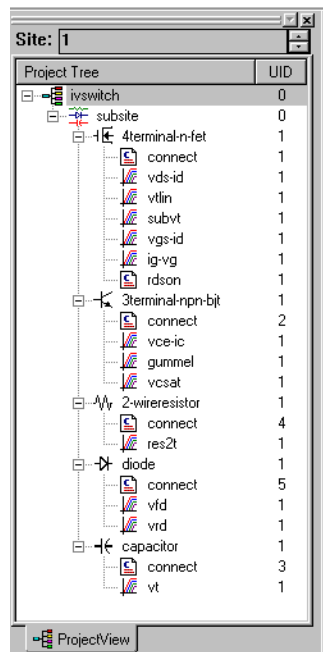 Site: 1
Project Tree UID
ivswitch 0
subsite 0
4terminal-n-fet 1
connect 1
vds-id 1
vtlin 1
subvt 1
vgs-id 1
ig-vg 1
rdson 1
3terminal-npn-bjt 1
connect 2
vce-ic 1
gummel 1
vcsat 1
2-wireresistor 1
connect 4
res2t 1
diode 1
connect 5
vfd 1
vrd 1
capacitor 1
connect 3
vt 1
ProjectView